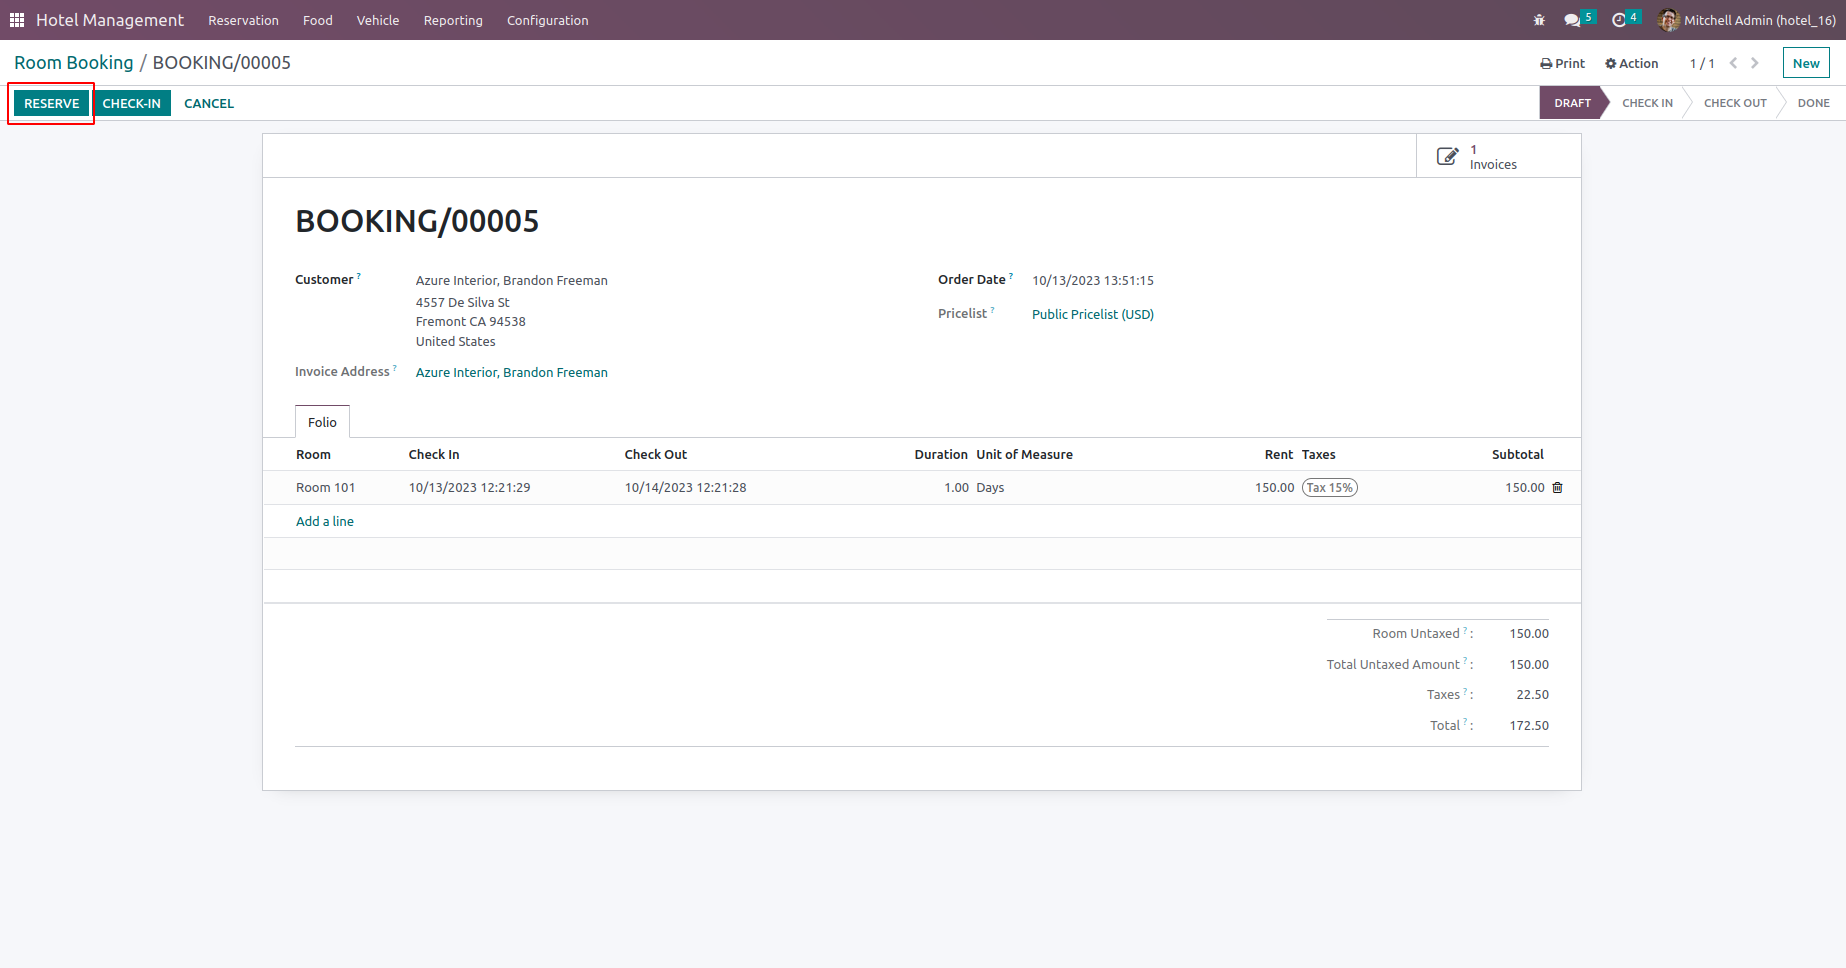 Hotel Management Reservation Food Vehicle Reporting Configuration 5 4 Mitchell Admin (hotel_16)
Room Booking / BOOKING/00005 Print Action 1 / 1 New
RESERVE CHECK-IN CANCEL DRAFT CHECK IN CHECK OUT DONE
1
Invoices
BOOKING/00005
Customer ? Azure Interior, Brandon Freeman Order Date ? 10/13/2023 13:51:15
4557 De Silva St
Fremont CA 94538
United States
Pricelist ? Public Pricelist (USD)
Invoice Address ? Azure Interior, Brandon Freeman
Folio
Room Check In Check Out Duration Unit of Measure Rent Taxes Subtotal
Room 101 10/13/2023 12:21:29 10/14/2023 12:21:28 1.00 Days 150.00 Tax 15% 150.00
Add a line
Room Untaxed ? : 150.00
Total Untaxed Amount ? : 150.00
Taxes ? : 22.50
Total ? : 172.50